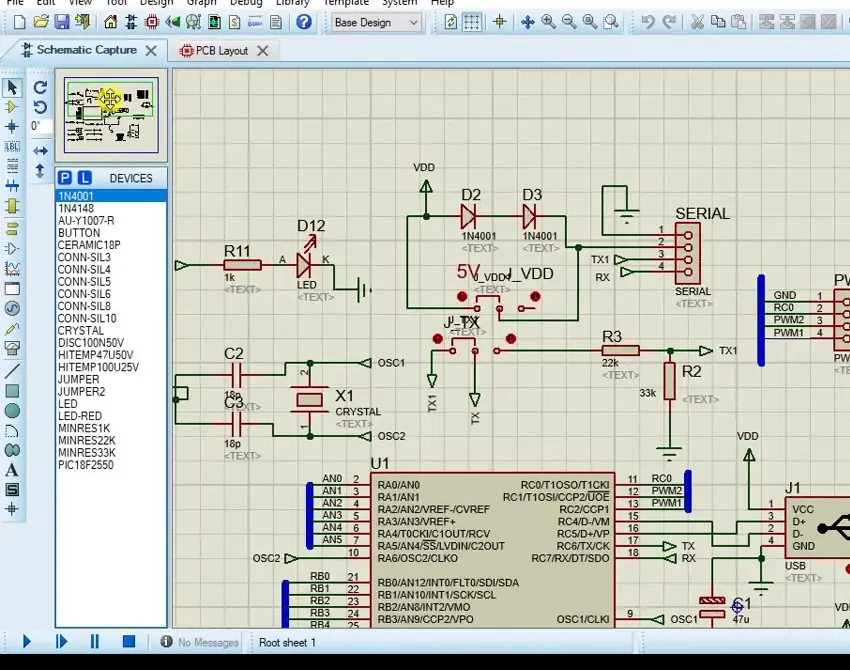 File Edit View Tool Design Graph Debug Library Template System Help
Base Design
Schematic Capture
PCB Layout
0°
LBL
P L DEVICES
1N4001
1N4148
AU-Y1007-R
BUTTON
CERAMIC18P
CONN-SIL3
CONN-SIL4
CONN-SIL5
CONN-SIL6
CONN-SIL8
CONN-SIL10
CRYSTAL
DISC100N50V
HITEMP47U50V
HITEMP100U25V
JUMPER
JUMPER2
LED
LED-RED
MINRES1K
MINRES22K
MINRES33K
PIC18F2550
VDD
D2
D3
1N4001
1N4001
<TEXT>
<TEXT>
SERIAL
1
2
3
4
TX1
RX
SERIAL
<TEXT>
R11
1k
<TEXT>
D12
A
K
LED
<TEXT>
5V
J_VDD
J_VDD
<TEXT>
J_TX
<TEXT>
TX1
TX
R3
22k
<TEXT>
TX1
R2
33k
<TEXT>
GND 1
RC0 2
PWM2 3
PWM1 4
C2
18p
<TEXT>
C3
18p
<TEXT>
OSC1
OSC2
2
1
X1
CRYSTAL
<TEXT>
U1
AN0 2 RA0/AN0
AN1 3 RA1/AN1
AN2 4 RA2/AN2/VREF-/CVREF
AN3 5 RA3/AN3/VREF+
AN4 6 RA4/T0CKI/C1OUT/RCV
AN5 7 RA5/AN4/SS/LVDIN/C2OUT
OSC2 10 RA6/OSC2/CLKO
RB0 21 RB0/AN12/INT0/FLT0/SDI/SDA
RB1 22 RB1/AN10/INT1/SCK/SCL
RB2 23 RB2/AN8/INT2/VMO
RB3 24 RB3/AN9/CCP2/VPO
RB4
RC0/T1OSO/T1CKI 11 RC0
RC1/T1OSI/CCP2/UOE 12 PWM2
RC2/CCP1 13 PWM1
RC4/D-/VM 15
RC5/D+/VP 16
RC6/TX/CK 17 TX
RC7/RX/DT/SDO 18 RX
OSC1/CLKI 9 OSC1
VDD
J1
1 VCC
3 D+
2 D-
4 GND
USB
<TEXT>
C1
47u
No Messages
Root sheet 1